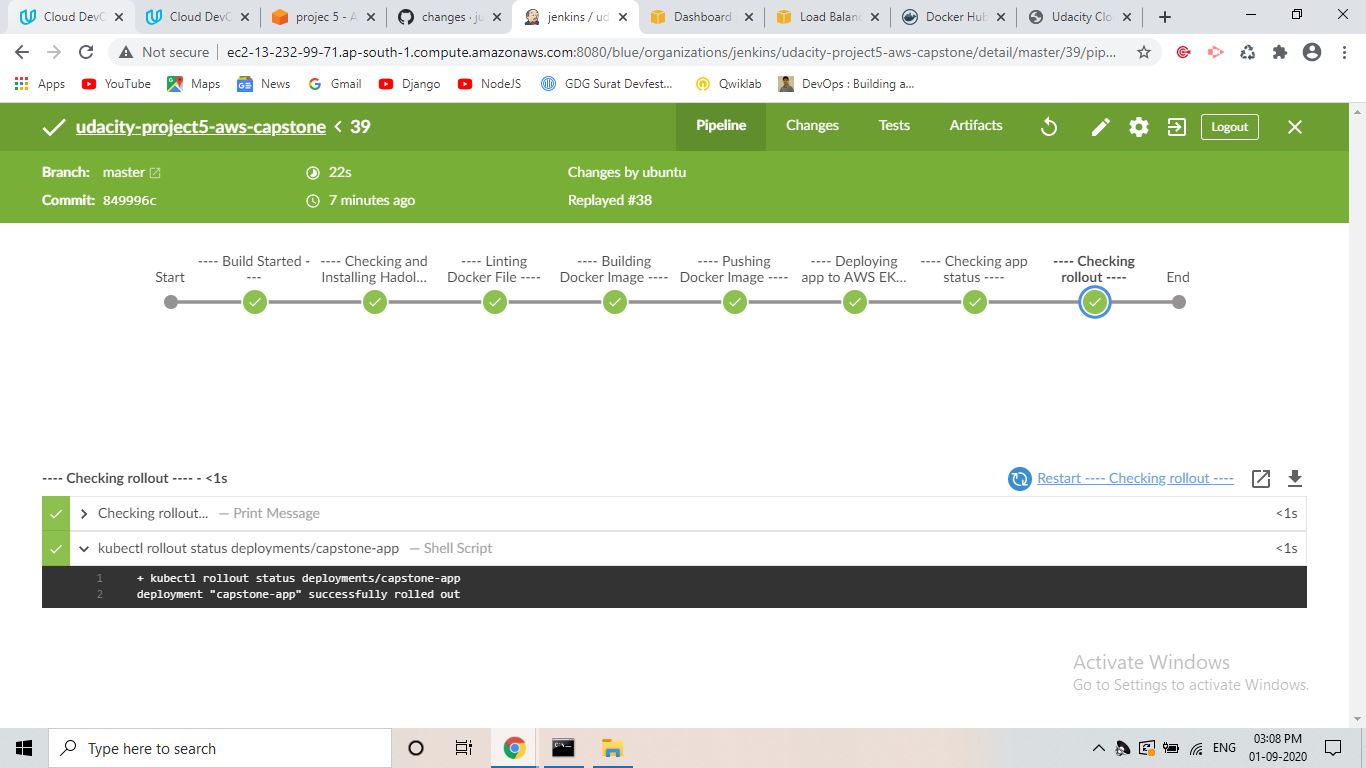 Cloud DevO
Cloud DevO
projec 5 - A
changes · ju
jenkins / ud
Dashboard
Load Balanc
Docker Hub
Udacity Clo
Not secure
ec2-13-232-99-71.ap-south-1.compute.amazonaws.com:8080/blue/organizations/jenkins/udacity-project5-aws-capstone/detail/master/39/pip...
Apps
YouTube
Maps
News
Gmail
Django
NodeJS
GDG Surat Devfest...
Qwiklab
DevOps : Building a...
udacity-project5-aws-capstone < 39
Pipeline
Changes
Tests
Artifacts
Logout
Branch: master
22s
Changes by ubuntu
Commit: 849996c
7 minutes ago
Replayed #38
Start
---- Build Started -
---
---- Checking and
Installing Hadol...
---- Linting
Docker File ----
---- Building
Docker Image ----
---- Pushing
Docker Image ----
---- Deploying
app to AWS EK...
---- Checking app
status ----
---- Checking
rollout ----
End
---- Checking rollout ---- - <1s
Restart ---- Checking rollout ----
Checking rollout... — Print Message
<1s
kubectl rollout status deployments/capstone-app — Shell Script
<1s
1 + kubectl rollout status deployments/capstone-app
2 deployment "capstone-app" successfully rolled out
Activate Windows
Go to Settings to activate Windows.
Type here to search
ENG
03:08 PM
01-09-2020